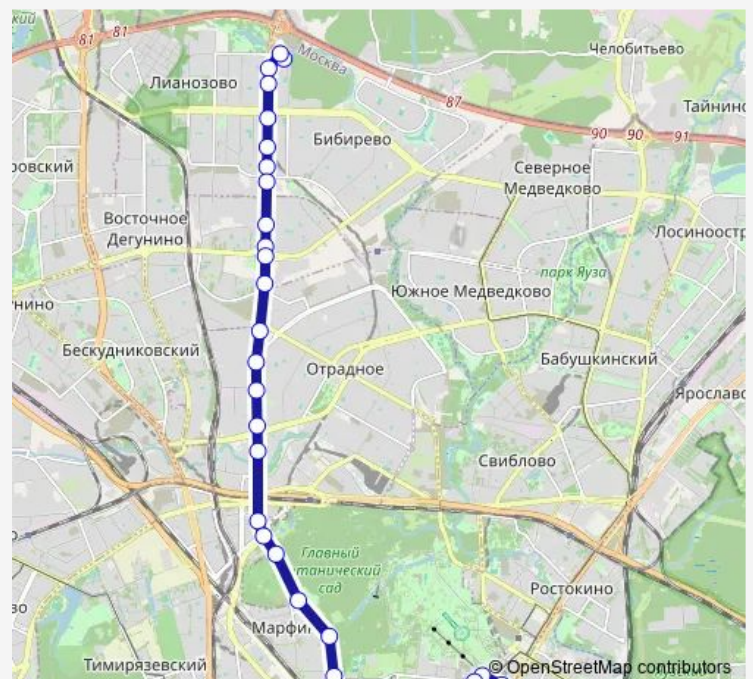 81
81
Москва
Лианозово
Челобитьево
87
Тайнинс
90
90
91
Бибирево
ровский
Северное
Медведково
Восточное
Дегунино
Лосиноостр
парк Яуза
Южное Медведково
унино
Бескудниковский
Отрадное
Бабушкинский
Ярославс
Свиблово
Главный
танический
сад
Ростокино
во
Марфи
Тимирязевский
© OpenStreetMap contributors